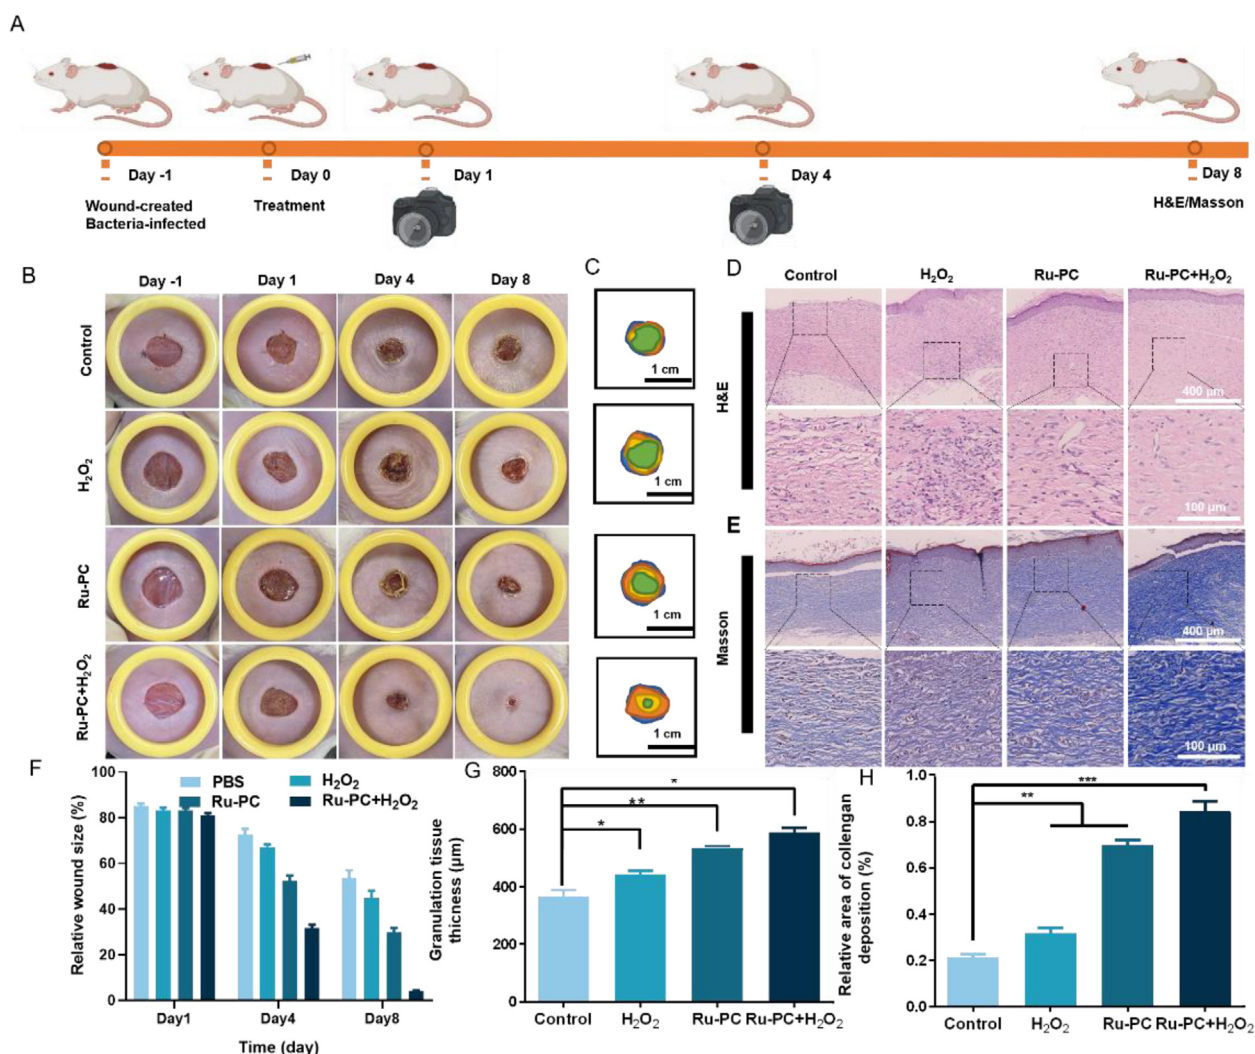 A
Day -1
Day 0
Day 1
Day 4
Day 8
Wound-created
Bacteria-infected
Treatment
H&E/Masson
B
Day -1
Day 1
Day 4
Day 8
Control
H₂O₂
Ru-PC
Ru-PC+H₂O₂
C
1 cm
1 cm
1 cm
1 cm
D
Control
H₂O₂
Ru-PC
Ru-PC+H₂O₂
H&E
400 μm
100 μm
E
Masson
400 μm
100 μm
F
Relative wound size (%)
100
80
60
40
20
0
PBS
H₂O₂
Ru-PC
Ru-PC+H₂O₂
Day1
Day4
Day8
Time (day)
G
Granulation tissue
thicness (μm)
800
600
400
200
0
*
**
*
Control
H₂O₂
Ru-PC
Ru-PC+H₂O₂
H
Relative area of collengan
deposition (%)
1.0
0.8
0.6
0.4
0.2
0.0
***
**
Control
H₂O₂
Ru-PC
Ru-PC+H₂O₂